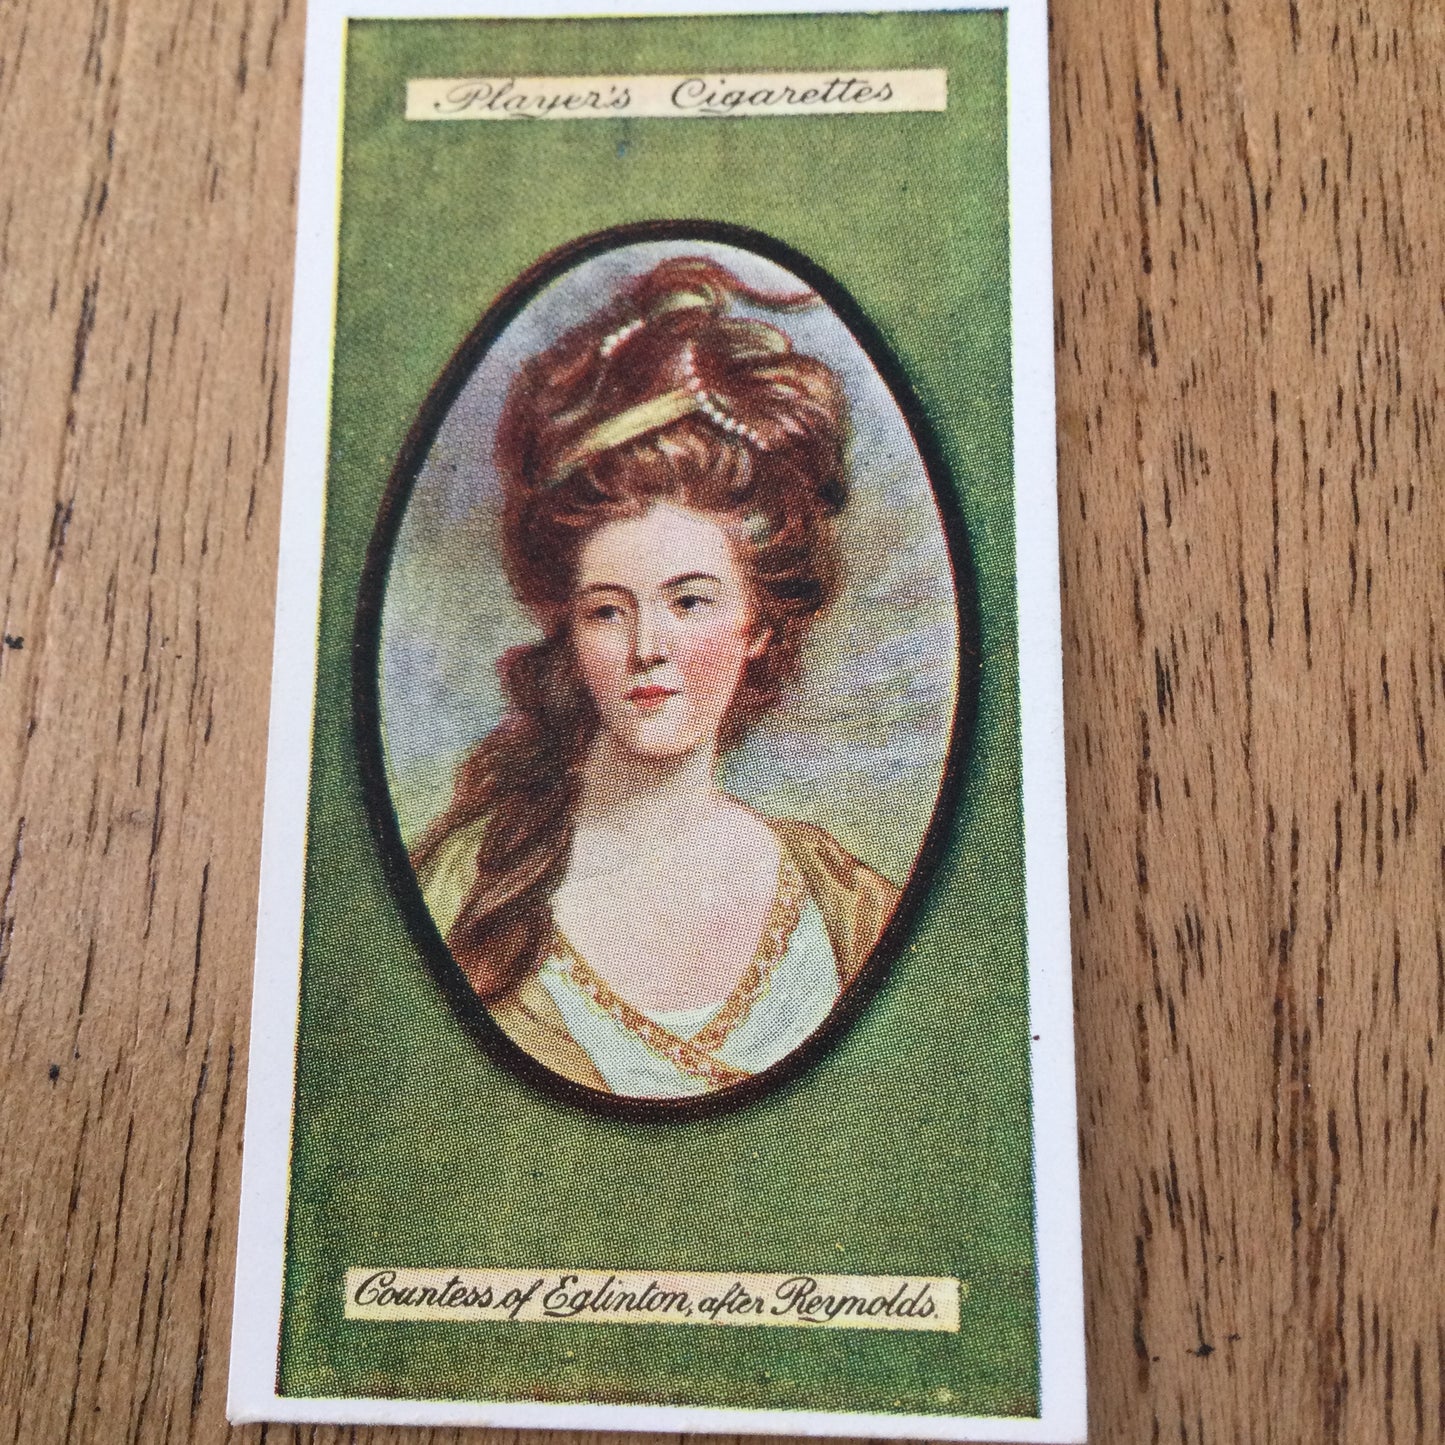 Player's Cigarettes
Countess of Eglinton, after Reynolds.